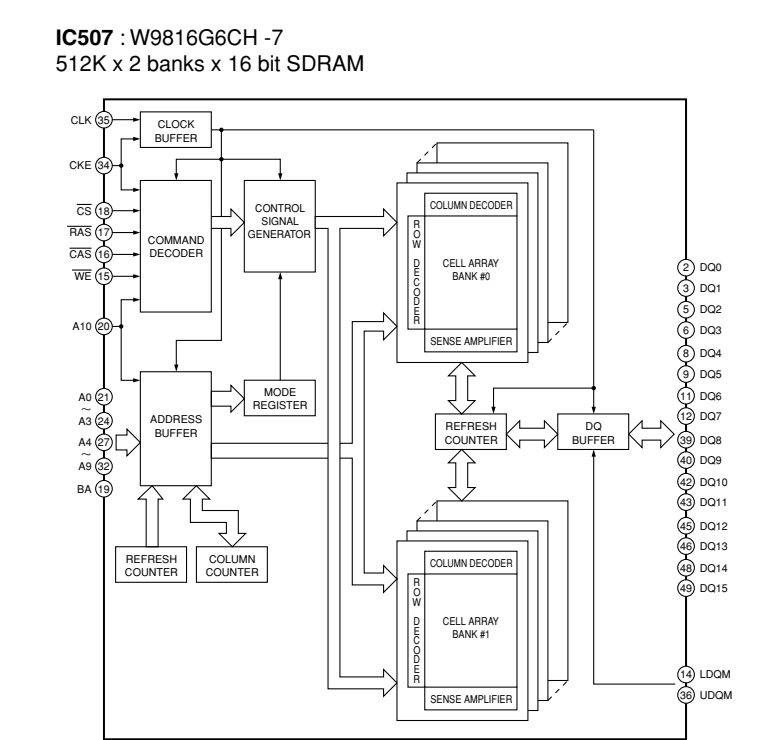 IC507 : W9816G6CH -7
512K x 2 banks x 16 bit SDRAM
CLK 35
CKE 34
CS 18
RAS 17
CAS 16
WE 15
A10 20
A0 21
~
A3 24
A4 27
~
A9 32
BA 19
CLOCK
BUFFER
COMMAND
DECODER
CONTROL
SIGNAL
GENERATOR
ADDRESS
BUFFER
MODE
REGISTER
REFRESH
COUNTER
COLUMN
COUNTER
COLUMN DECODER
ROW DECODER
CELL ARRAY
BANK #0
SENSE AMPLIFIER
REFRESH
COUNTER
DQ
BUFFER
COLUMN DECODER
ROW DECODER
CELL ARRAY
BANK #1
SENSE AMPLIFIER
2 DQ0
3 DQ1
5 DQ2
6 DQ3
8 DQ4
9 DQ5
11 DQ6
12 DQ7
39 DQ8
40 DQ9
42 DQ10
43 DQ11
45 DQ12
46 DQ13
48 DQ14
49 DQ15
14 LDQM
36 UDQM